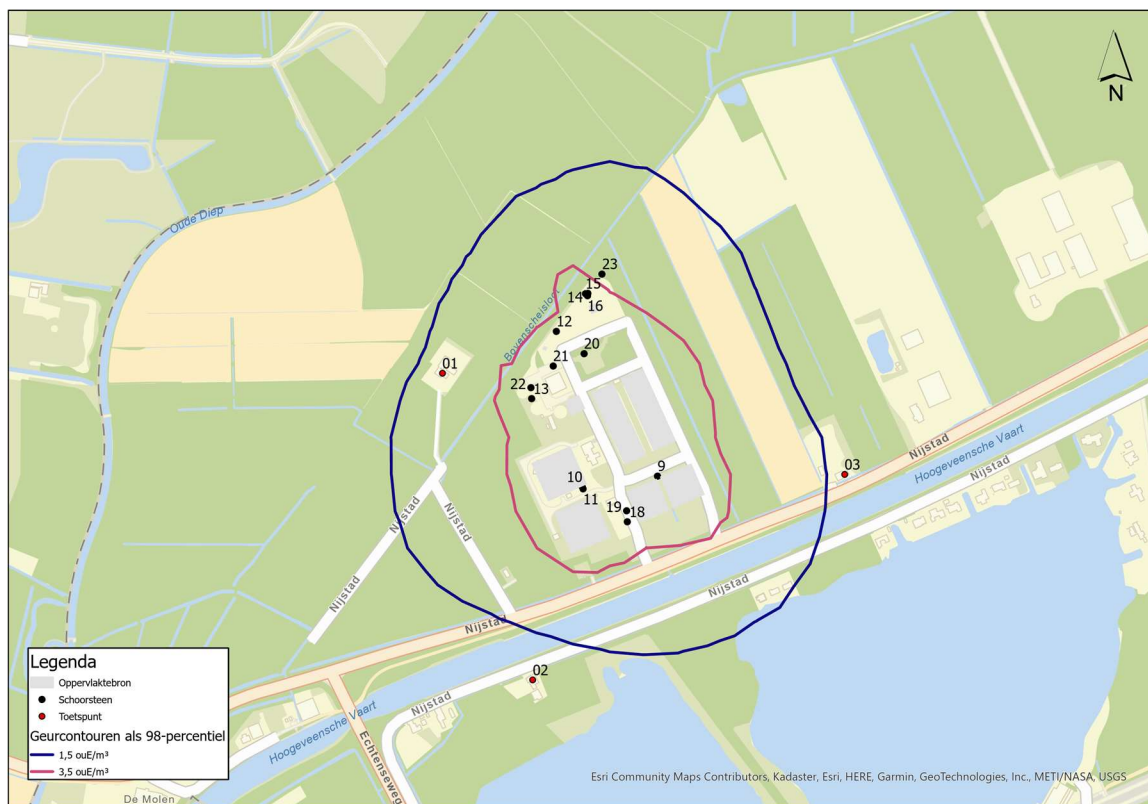 N
Oude Diep
Bovenscheisloot
23
15
14
16
12
20
21
22
13
01
9
10
11
19
18
03
02
Nijstad
Nijstad
Nijstad
Nijstad
Nijstad
Nijstad
Nijstad
Nijstad
Hoogeveensche Vaart
Hoogeveensche Vaart
Echtenseweg
De Molen
Legenda
Oppervlaktebron
Schoorsteen
Toetspunt
Geurcontouren als 98-percentiel
1,5 ouE/m³
3,5 ouE/m³
Esri Community Maps Contributors, Kadaster, Esri, HERE, Garmin, GeoTechnologies, Inc., METI/NASA, USGS